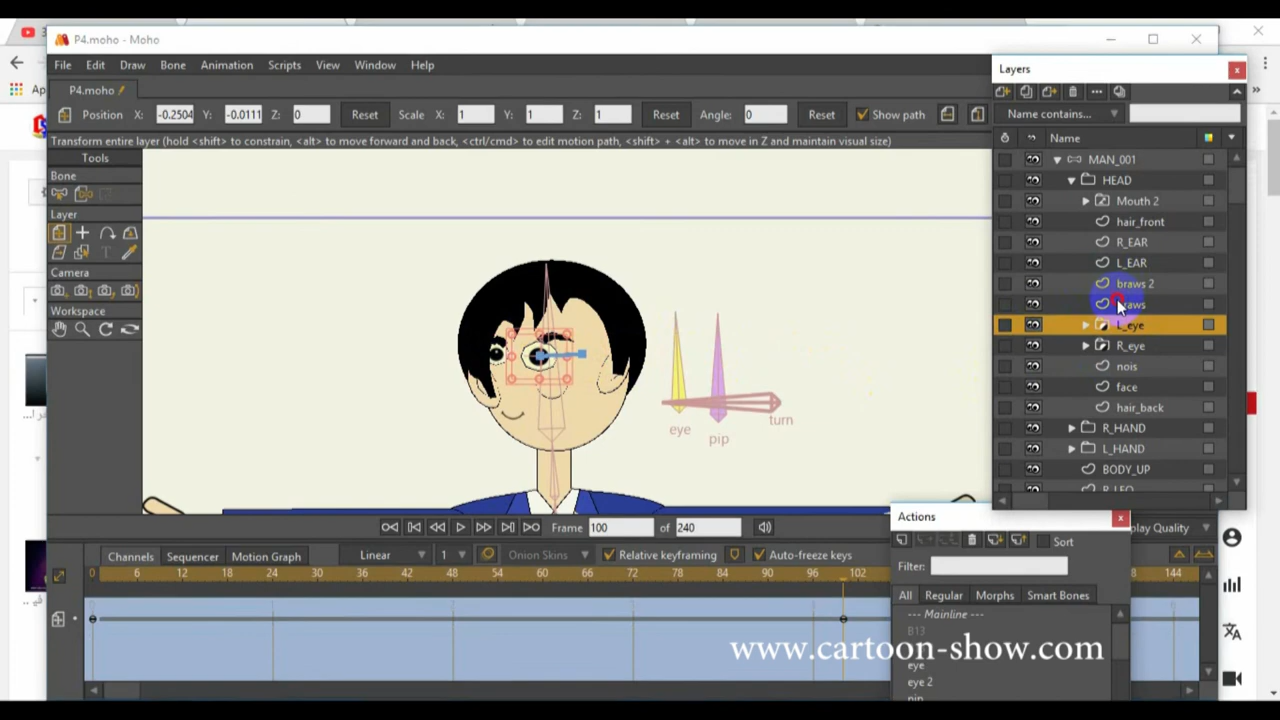 P4.moho - Moho
File Edit Draw Bone Animation Scripts View Window Help
P4.moho
Position X: -0.2504 Y: -0.0111 Z: 0 Reset Scale X: 1 Y: 1 Z: 1 Reset Angle: 0 Reset Show path
Transform entire layer (hold <shift> to constrain, <alt> to move forward and back, <ctrl/cmd> to edit motion path, <shift> + <alt> to move in Z and maintain visual size)
Tools
Bone
Layer
Camera
Workspace
eye
pip
turn
Layers
Name contains...
Name
MAN_001
HEAD
Mouth 2
hair_front
R_EAR
L_EAR
braws 2
L_eye
R_eye
nois
face
hair_back
R_HAND
L_HAND
BODY_UP
Frame 100 of 240
Channels Sequencer Motion Graph Linear 1 Onion Skins Relative keyframing Auto-freeze keys
0 6 12 18 24 30 36 42 48 54 60 66 72 78 84 90 96 102 144
Actions
Sort
Filter:
All Regular Morphs Smart Bones
--- Mainline ---
B13
eye
eye 2
pip
www.cartoon-show.com